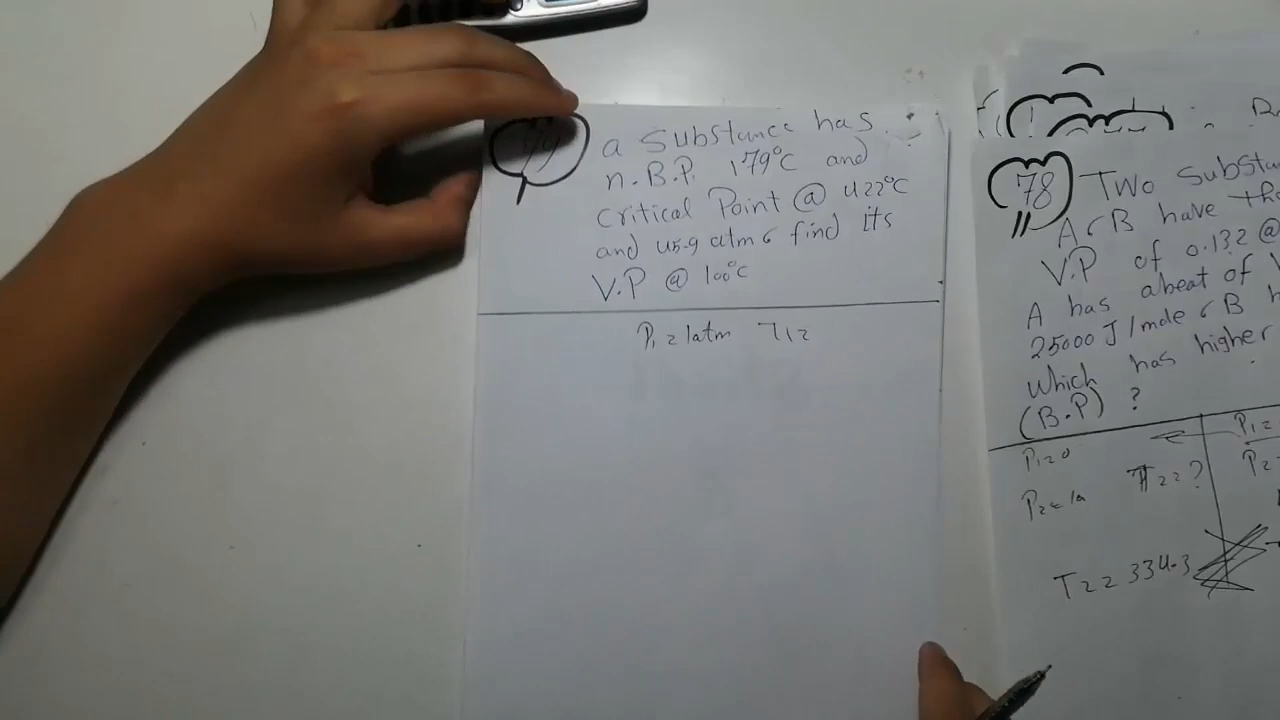 79
a substance has
n.B.P. 179°C and
critical Point @ 422°C
and 45.9 atm, find its
V.P @ 100°C
P1 = 1atm T1 =
78
Two Substan
A, B have the
V.P of 0.132 @
A has a heat of V
25000 J/mole, B h
which has higher
(B.P) ?
P1 = 0
P2 = 1a
T2 = ?
P1 =
P2
T2 = 334.3